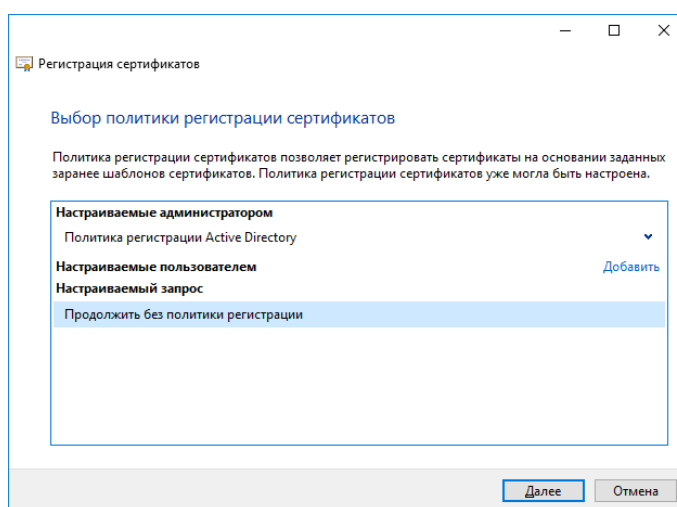 Регистрация сертификатов
Выбор политики регистрации сертификатов
Политика регистрации сертификатов позволяет регистрировать сертификаты на основании заданных
заранее шаблонов сертификатов. Политика регистрации сертификатов уже могла быть настроена.
Настраиваемые администратором
Политика регистрации Active Directory
Настраиваемые пользователем Добавить
Настраиваемый запрос
Продолжить без политики регистрации
Далее Отмена